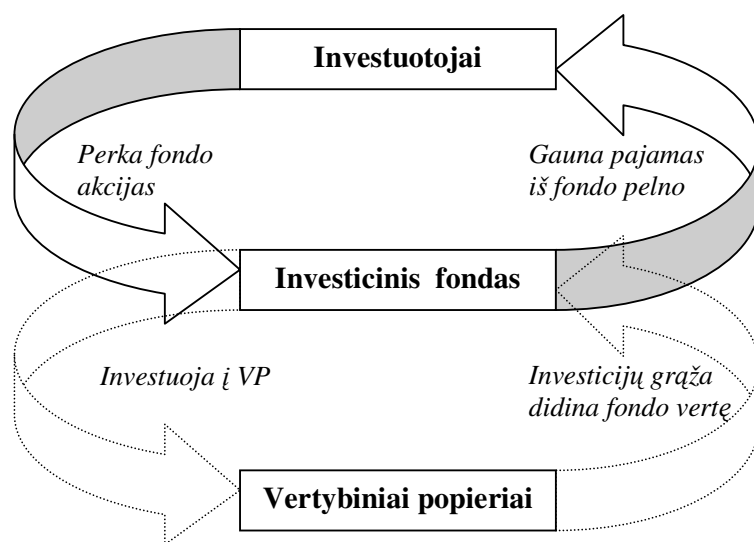 Investuotojai
Perka fondo
akcijas
Gauna pajamas
iš fondo pelno
Investicinis fondas
Investuoja į VP
Investicijų grąža
didina fondo vertę
Vertybiniai popieriai